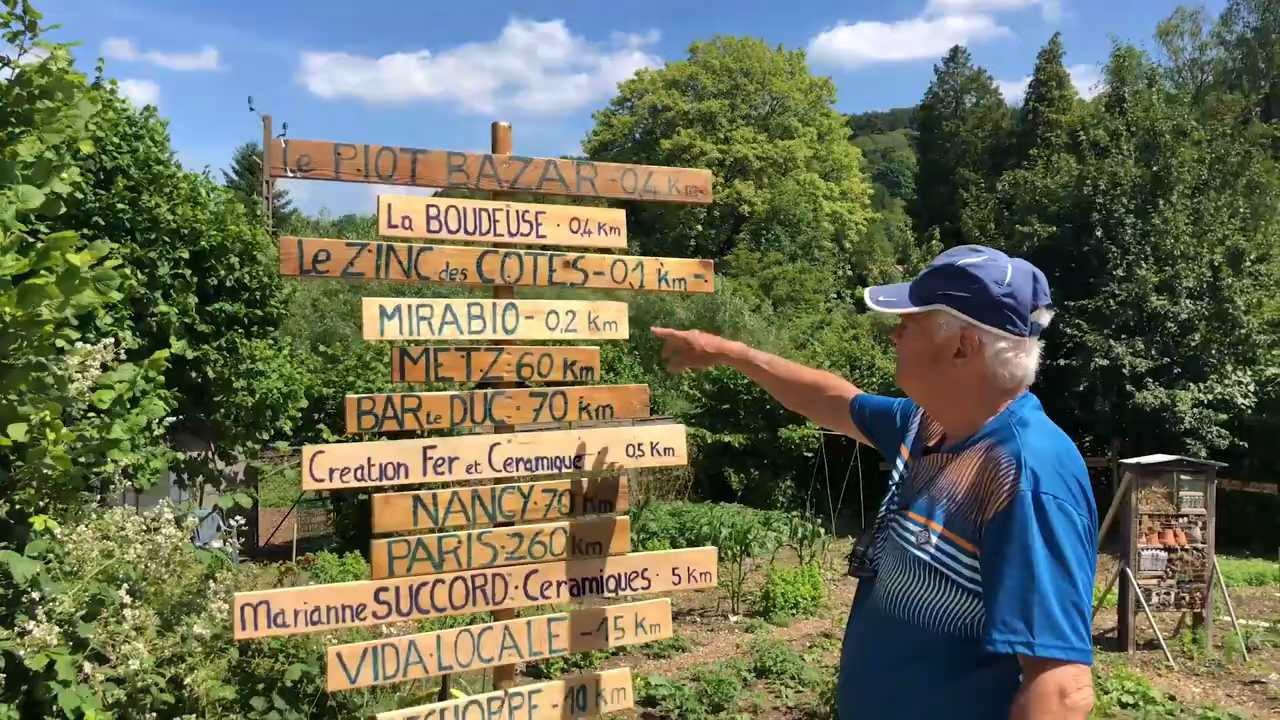 Le P'IOT BAZAR - 0,4 Km -
La BOUDEUSE · 0,4 Km
Le Z'INC des COTES - 0,1 km -
MIRABIO - 0,2 Km
METZ 60 Km
BAR Le DUC · 70 km
Creation Fer et Ceramique - 0,5 Km
NANCY · 70 Km
PARIS · 260 Km
Marianne SUCCORD · Ceramiques · 5 Km
VIDA · LOCALE - 15 Km
10 Km